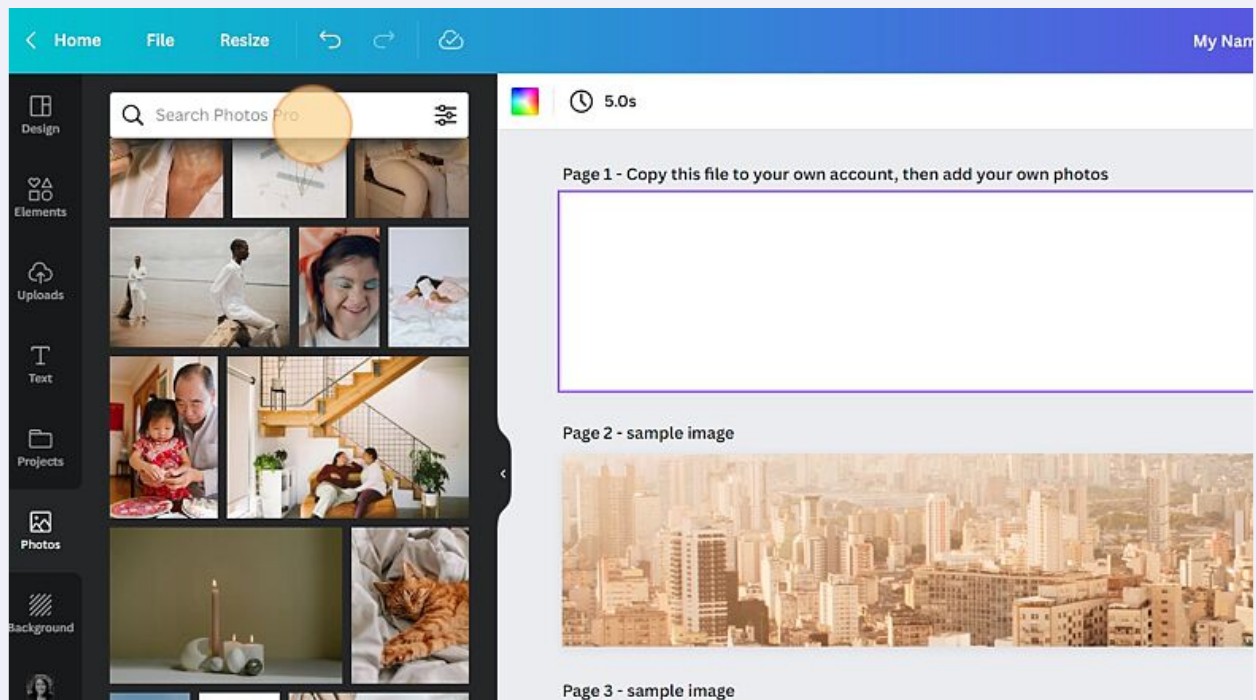 Home File Resize
My Nam
Design
Elements
Uploads
Text
Projects
Photos
Background
Search Photos Pro
5.0s
Page 1 - Copy this file to your own account, then add your own photos
Page 2 - sample image
Page 3 - sample image